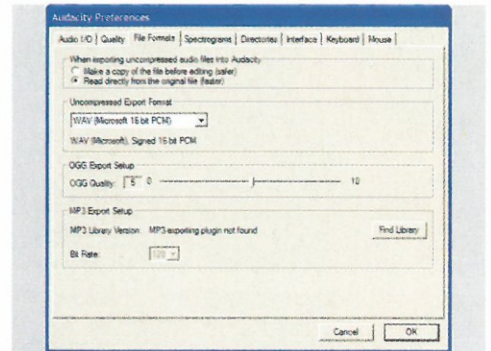 Audacity Preferences
Audio I/O Quality File Formats Spectrograms Directories Interface Keyboard Mouse
When exporting uncompressed audio files into Audacity
Make a copy of the file before editing (safer)
Read directly from the original file (faster)
Uncompressed Export Format
WAV (Microsoft 16 bit PCM)
WAV (Microsoft), Signed 16 bit PCM
OGG Export Setup
OGG Quality: 5 0 10
MP3 Export Setup
MP3 Library Version: MP3 exporting plugin not found Find Library
Bit Rate: 128
Cancel OK